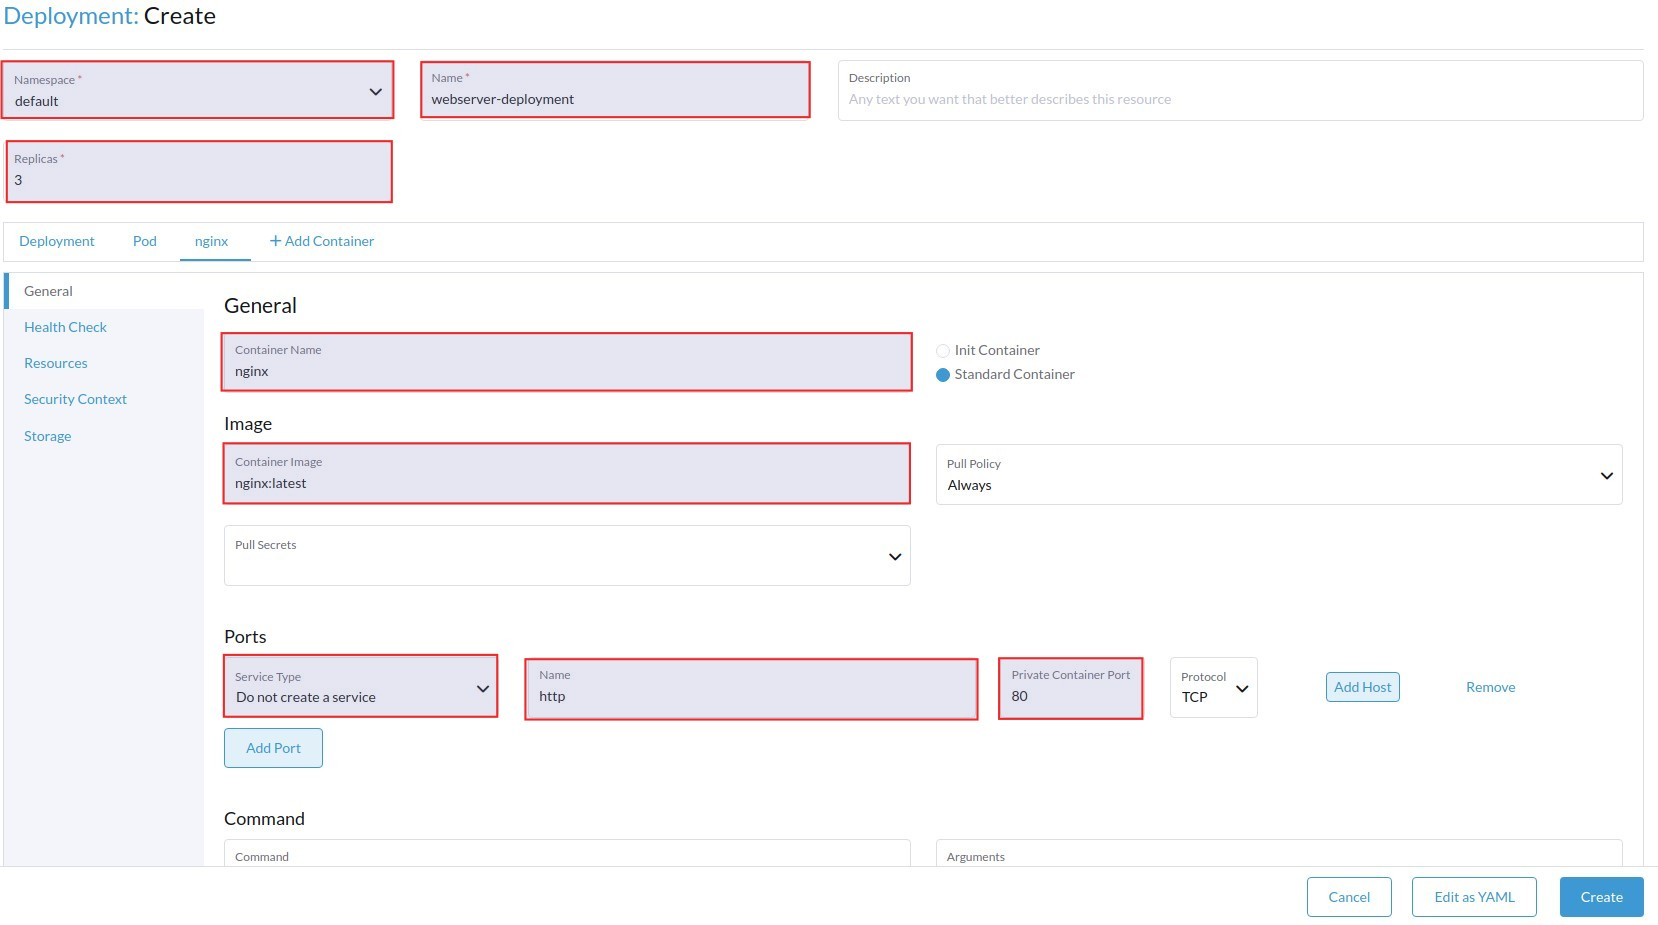 Deployment: Create
Namespace *
default
Name *
webserver-deployment
Description
Any text you want that better describes this resource
Replicas *
3
Deployment Pod nginx + Add Container
General
Health Check
Resources
Security Context
Storage
General
Container Name
nginx
Init Container
Standard Container
Image
Container Image
nginx:latest
Pull Policy
Always
Pull Secrets
Ports
Service Type
Do not create a service
Name
http
Private Container Port
80
Protocol
TCP
Add Host
Remove
Add Port
Command
Command
Arguments
Cancel
Edit as YAML
Create